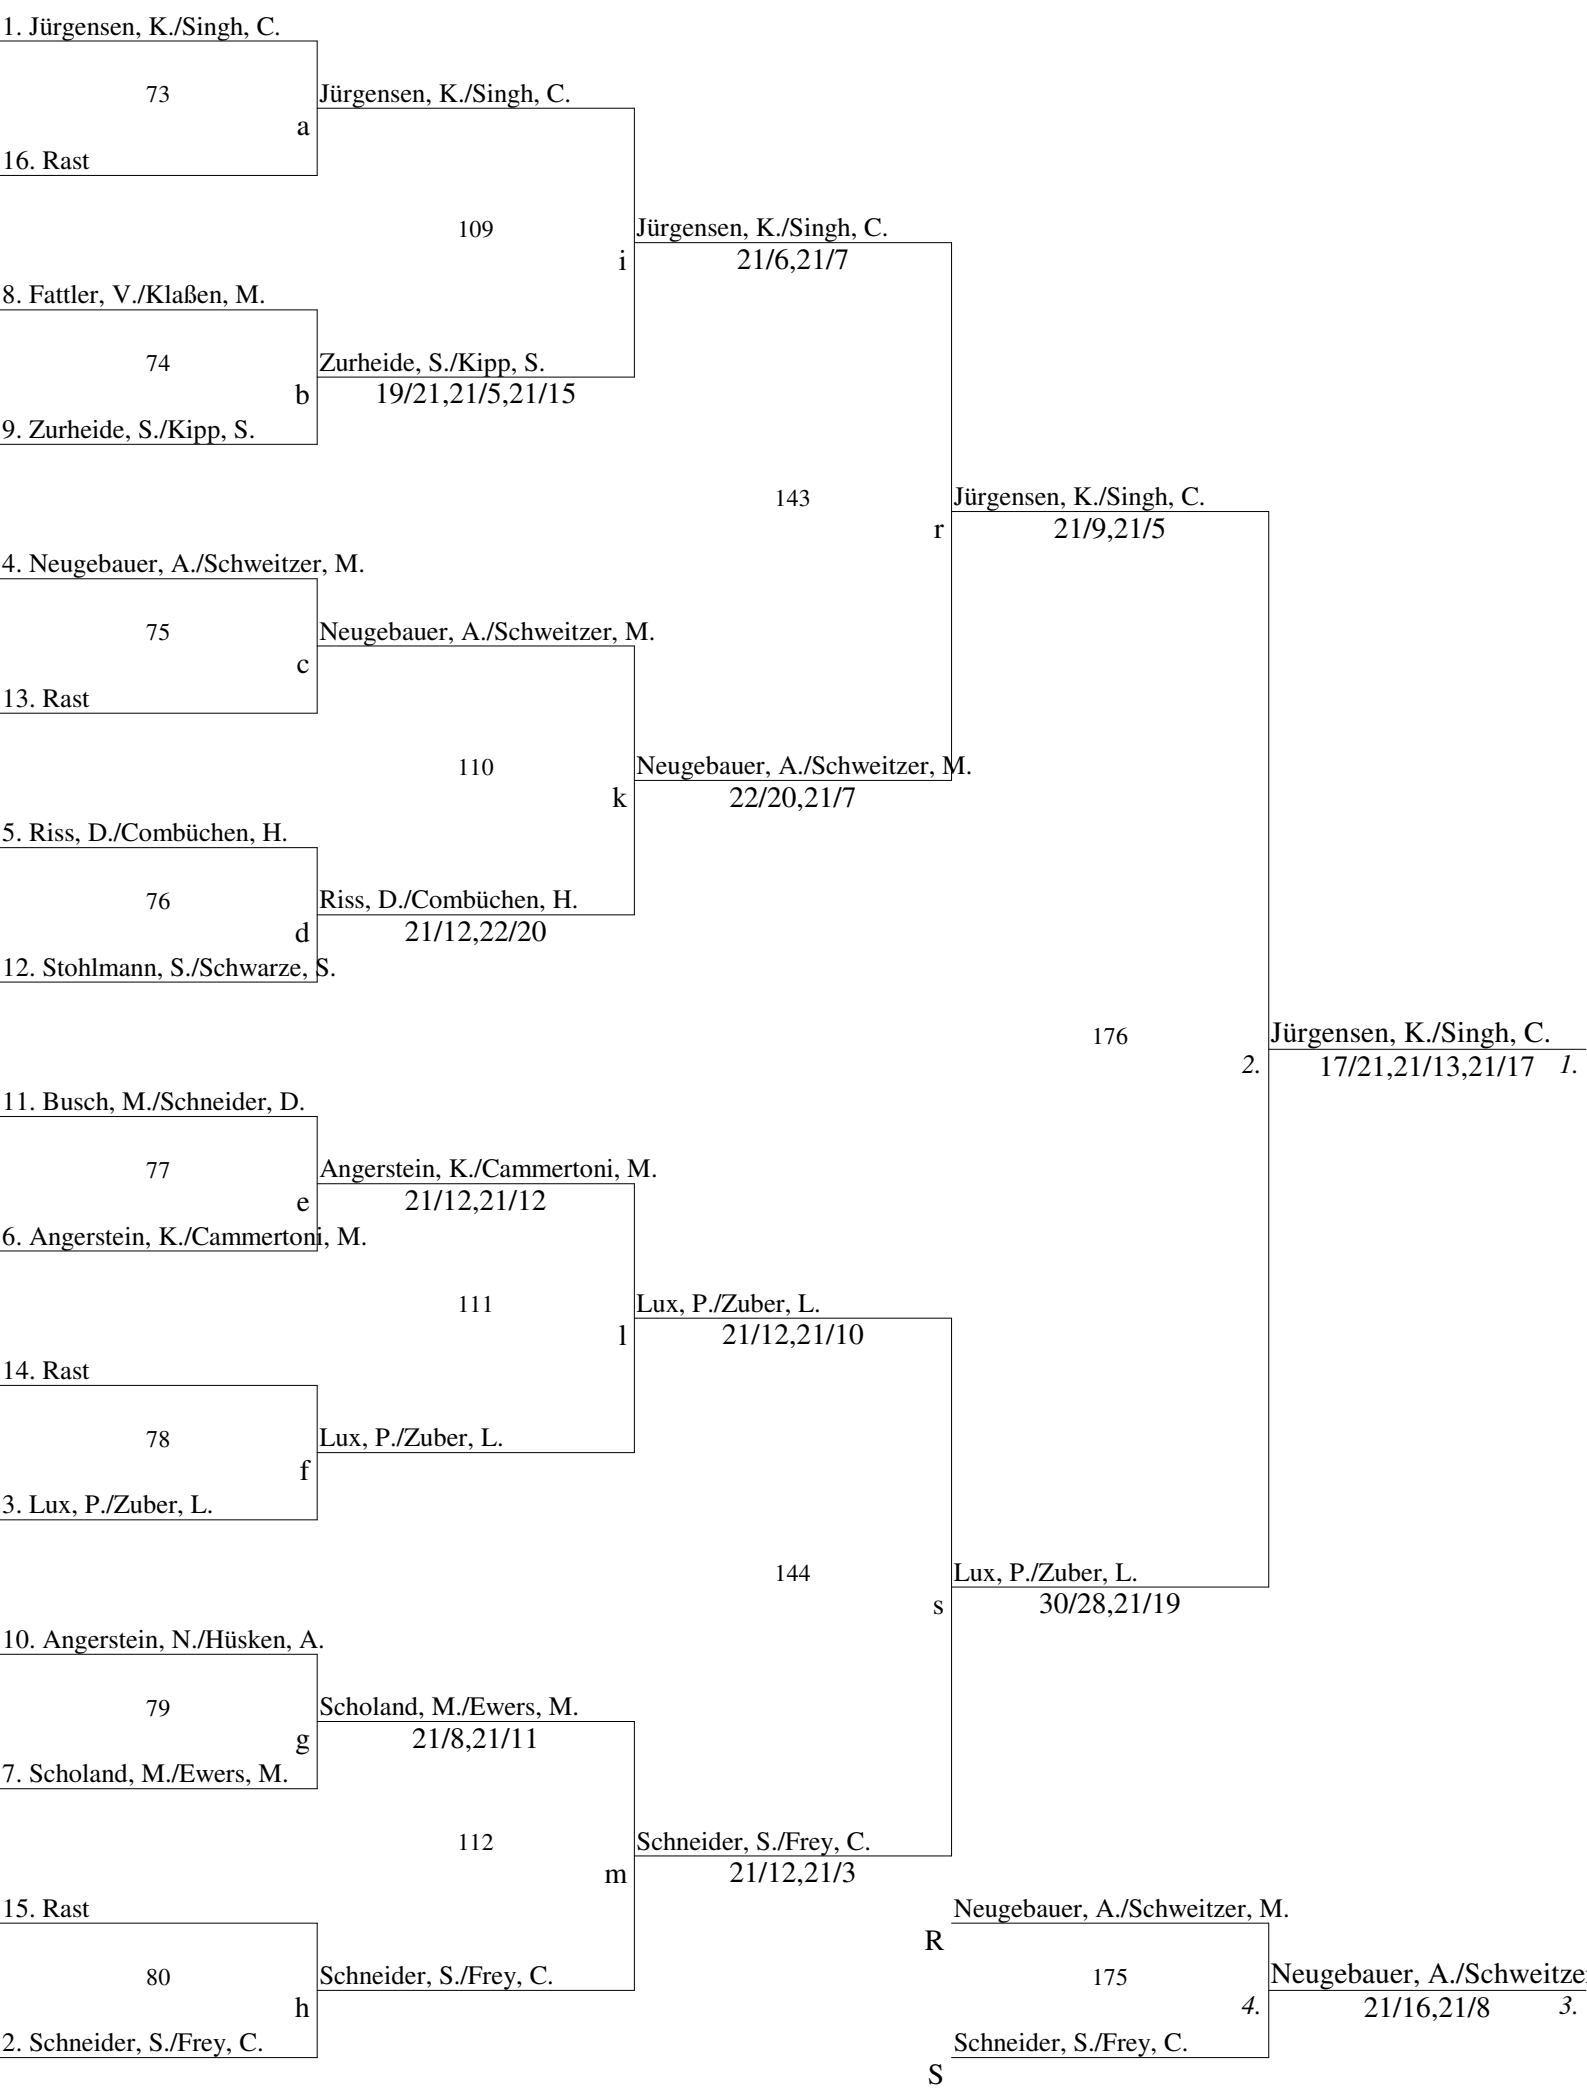 1. Jürgensen, K./Singh, C.
73
Jürgensen, K./Singh, C.
a
16. Rast
109
Jürgensen, K./Singh, C.
i
21/6,21/7
8. Fattler, V./Klaßen, M.
74
Zurheide, S./Kipp, S.
b
19/21,21/5,21/15
9. Zurheide, S./Kipp, S.
143
Jürgensen, K./Singh, C.
r
21/9,21/5
4. Neugebauer, A./Schweitzer, M.
75
Neugebauer, A./Schweitzer, M.
c
13. Rast
110
Neugebauer, A./Schweitzer, M.
k
22/20,21/7
5. Riss, D./Combüchen, H.
76
Riss, D./Combüchen, H.
d
21/12,22/20
12. Stohlmann, S./Schwarze, S.
176
Jürgensen, K./Singh, C.
2.
17/21,21/13,21/17
1.
11. Busch, M./Schneider, D.
77
Angerstein, K./Cammertoni, M.
e
21/12,21/12
6. Angerstein, K./Cammertoni, M.
111
Lux, P./Zuber, L.
l
21/12,21/10
14. Rast
78
Lux, P./Zuber, L.
f
3. Lux, P./Zuber, L.
144
Lux, P./Zuber, L.
s
30/28,21/19
10. Angerstein, N./Hüsken, A.
79
Scholand, M./Ewers, M.
g
21/8,21/11
7. Scholand, M./Ewers, M.
112
Schneider, S./Frey, C.
m
21/12,21/3
15. Rast
80
Schneider, S./Frey, C.
h
2. Schneider, S./Frey, C.
Neugebauer, A./Schweitzer, M.
R
175
Neugebauer, A./Schweitze
4.
21/16,21/8
3.
Schneider, S./Frey, C.
S